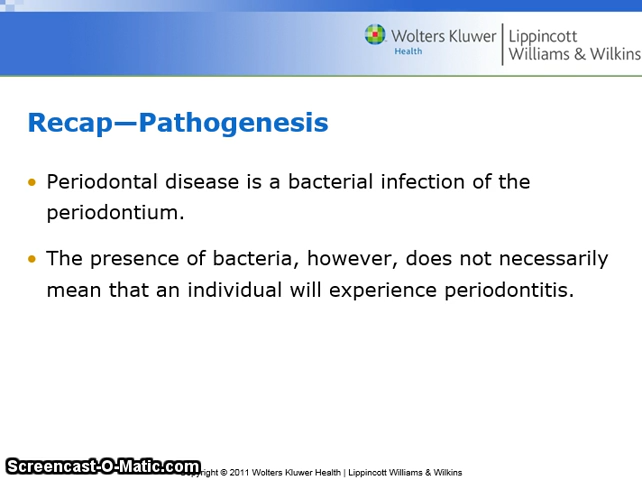 Wolters Kluwer
Health
Lippincott
Williams & Wilkins
Recap—Pathogenesis
• Periodontal disease is a bacterial infection of the
periodontium.
• The presence of bacteria, however, does not necessarily
mean that an individual will experience periodontitis.
Screencast-O-Matic.com
Copyright © 2011 Wolters Kluwer Health | Lippincott Williams & Wilkins